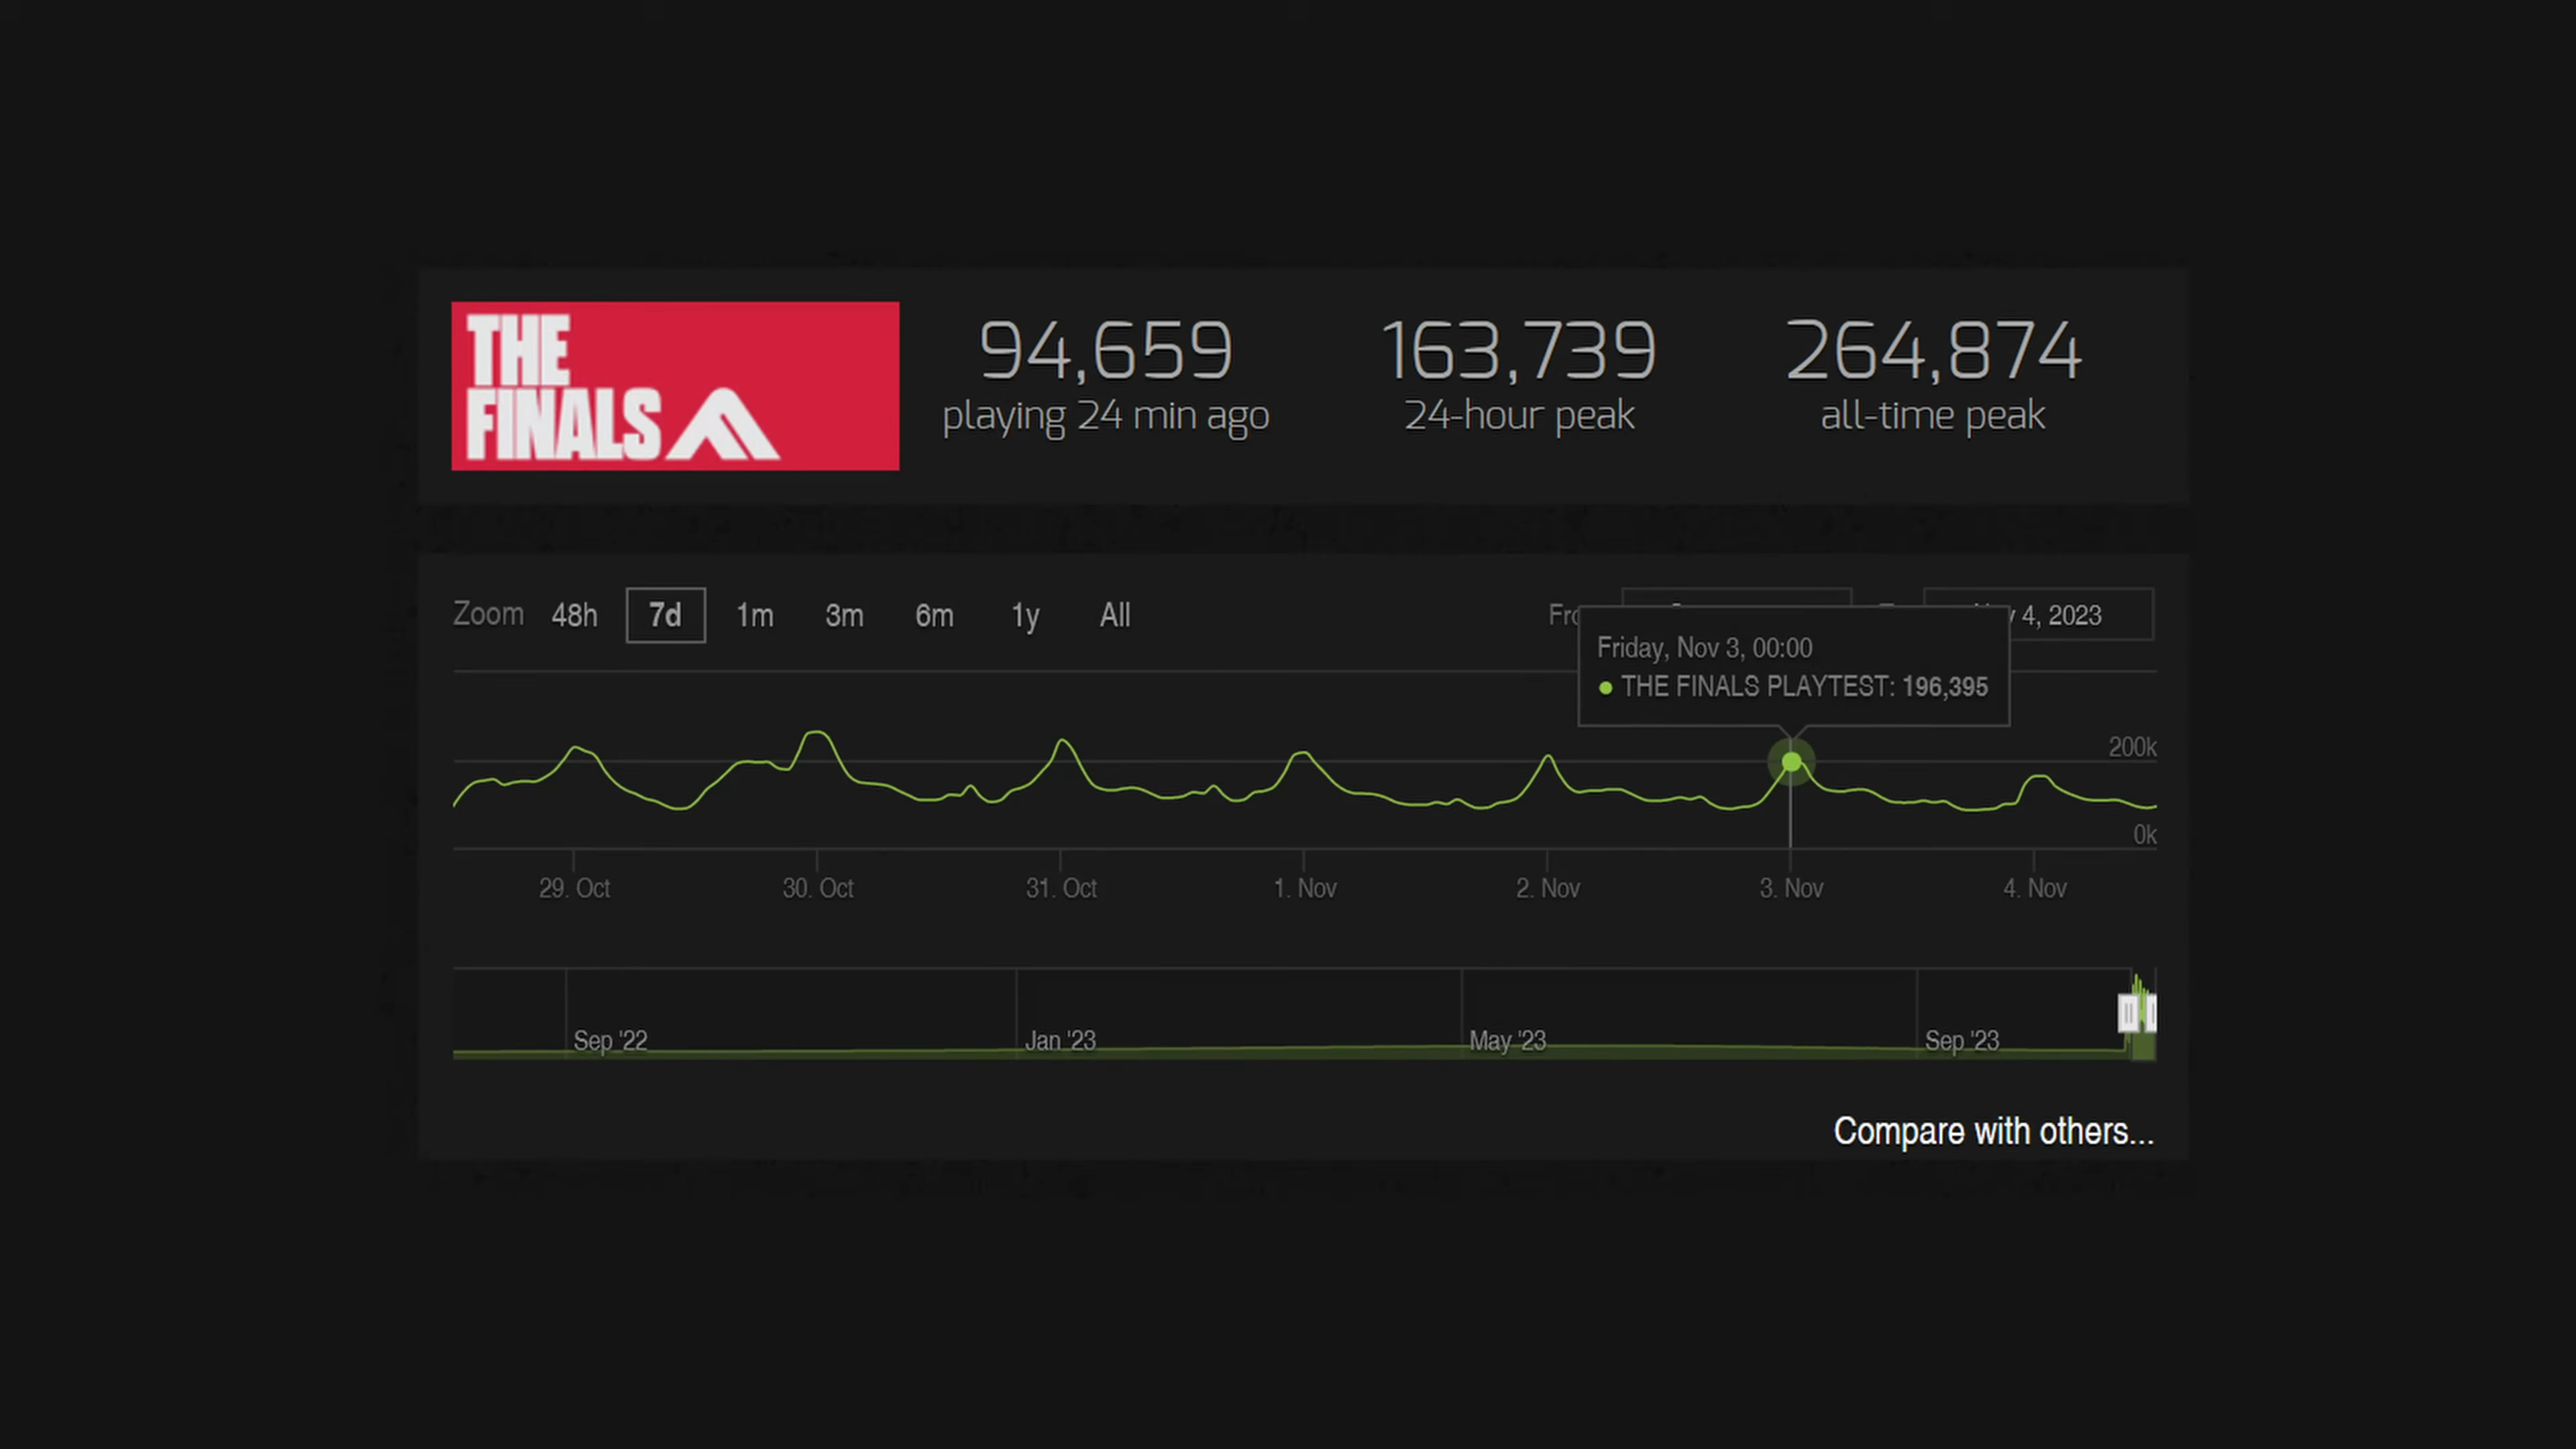 THE
FINALS
94,659
playing 24 min ago
163,739
24-hour peak
264,874
all-time peak
Zoom 48h 7d 1m 3m 6m 1y All
4, 2023
Friday, Nov 3, 00:00
THE FINALS PLAYTEST: 196,395
200k
0k
29. Oct 30. Oct 31. Oct 1. Nov 2. Nov 3. Nov 4. Nov
Sep '22 Jan '23 May '23 Sep '23
Compare with others...